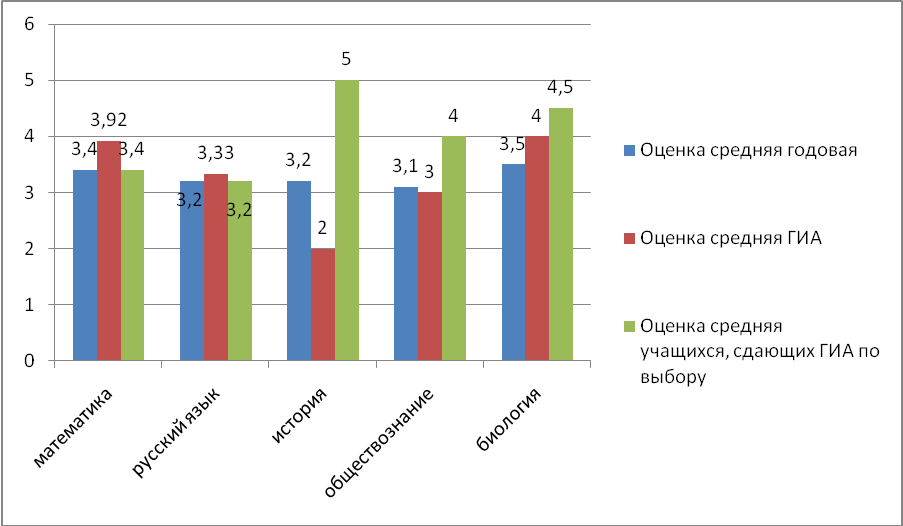 6
5
4
3
2
1
0
3,4
3,92
3,4
3,2
3,33
3,2
3,2
2
5
3,1
3
4
3,5
4
4,5
математика
русский язык
история
обществознание
биология
Оценка средняя годовая
Оценка средняя ГИА
Оценка средняя
учащихся, сдающих ГИА по
выбору